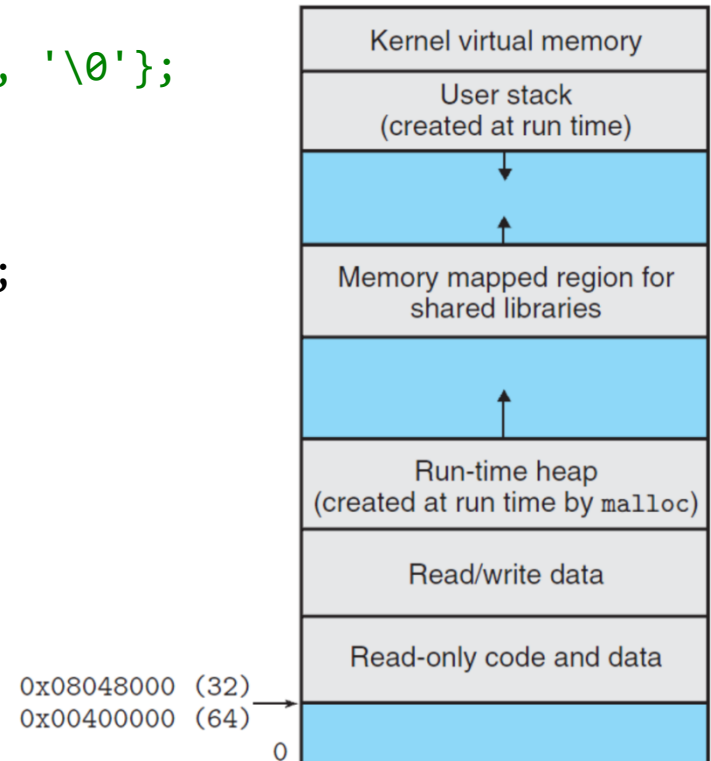 , '\0'};
;
Kernel virtual memory
User stack
(created at run time)
Memory mapped region for
shared libraries
Run-time heap
(created at run time by malloc)
Read/write data
Read-only code and data
0x08048000 (32)
0x00400000 (64)
0